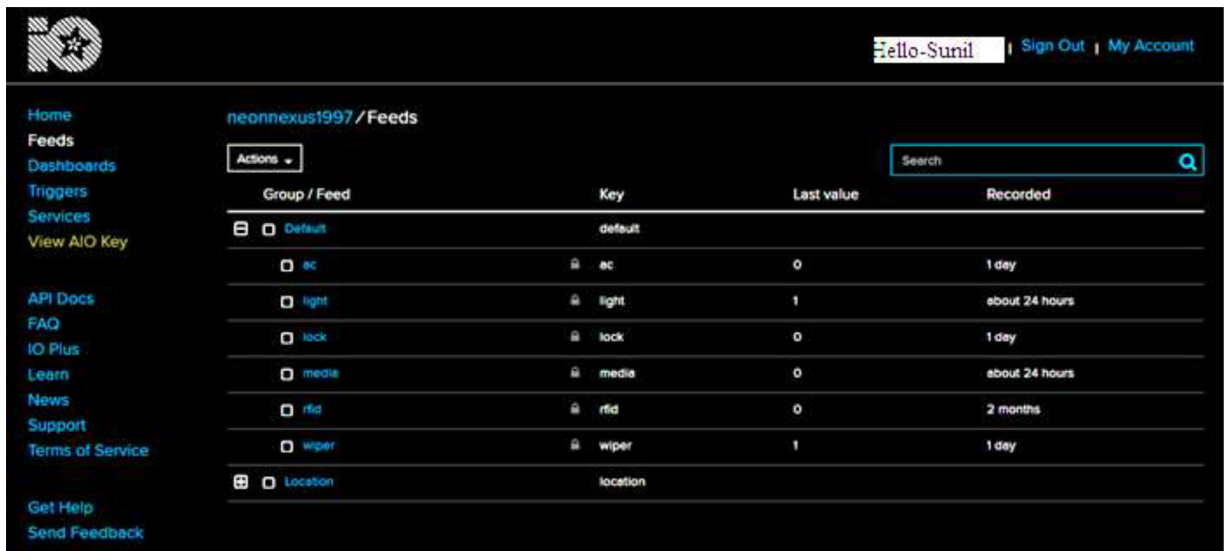 iO
Hello-Sunil | Sign Out | My Account
Home
Feeds
Dashboards
Triggers
Services
View AIO Key
API Docs
FAQ
IO Plus
Learn
News
Support
Terms of Service
Get Help
Send Feedback
neonnexus1997 / Feeds
Actions
Search
Group / Feed Key Last value Recorded
Default default
ac ac 0 1 day
light light 1 about 24 hours
lock lock 0 1 day
media media 0 about 24 hours
rfid rfid 0 2 months
wiper wiper 1 1 day
Location location